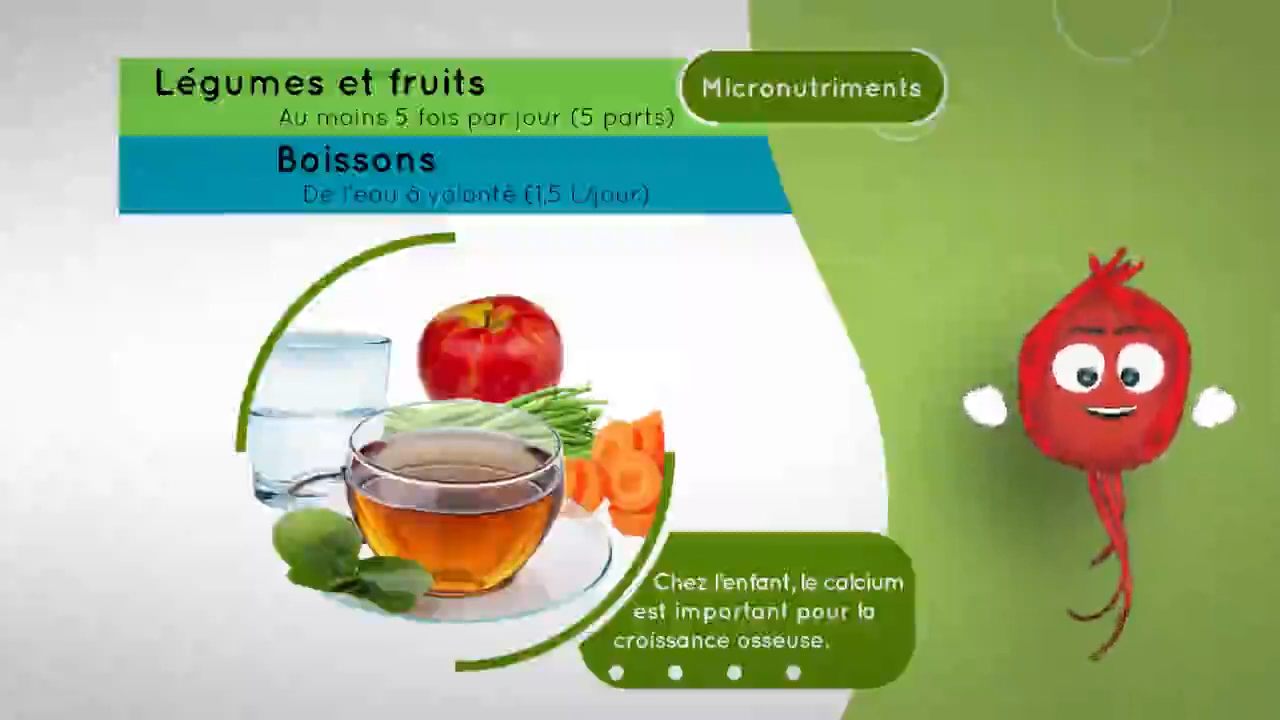 Légumes et fruits
Micronutriments
Au moins 5 fois par jour (5 parts)
Boissons
De l'eau à volonté (1,5 L/jour)
Chez l'enfant, le calcium
est important pour la
croissance osseuse.